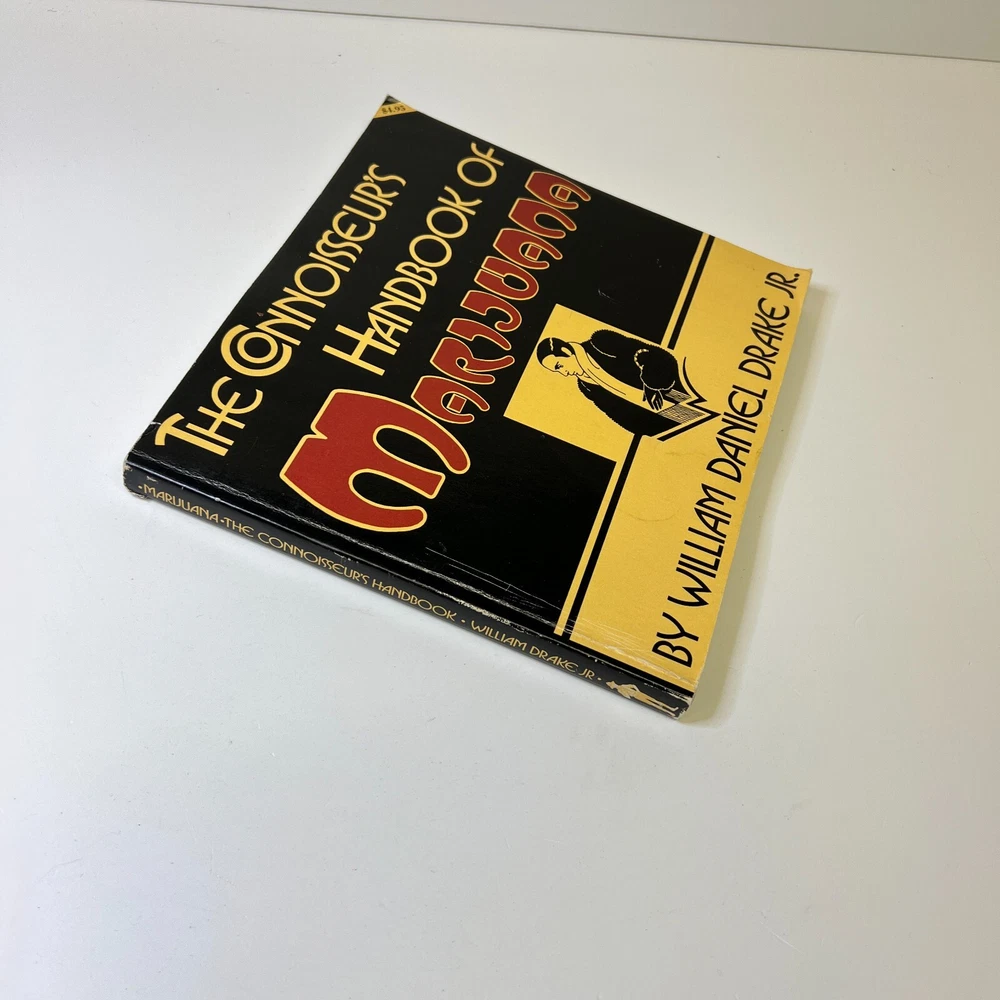 $4.95
THE CONNOISSEUR'S
HANDBOOK OF
MARIJUANA
BY WILLIAM DANIEL DRAKE JR.
•MARIJUANA•THE CONNOISSEUR'S HANDBOOK • WILLIAM DRAKE JR •